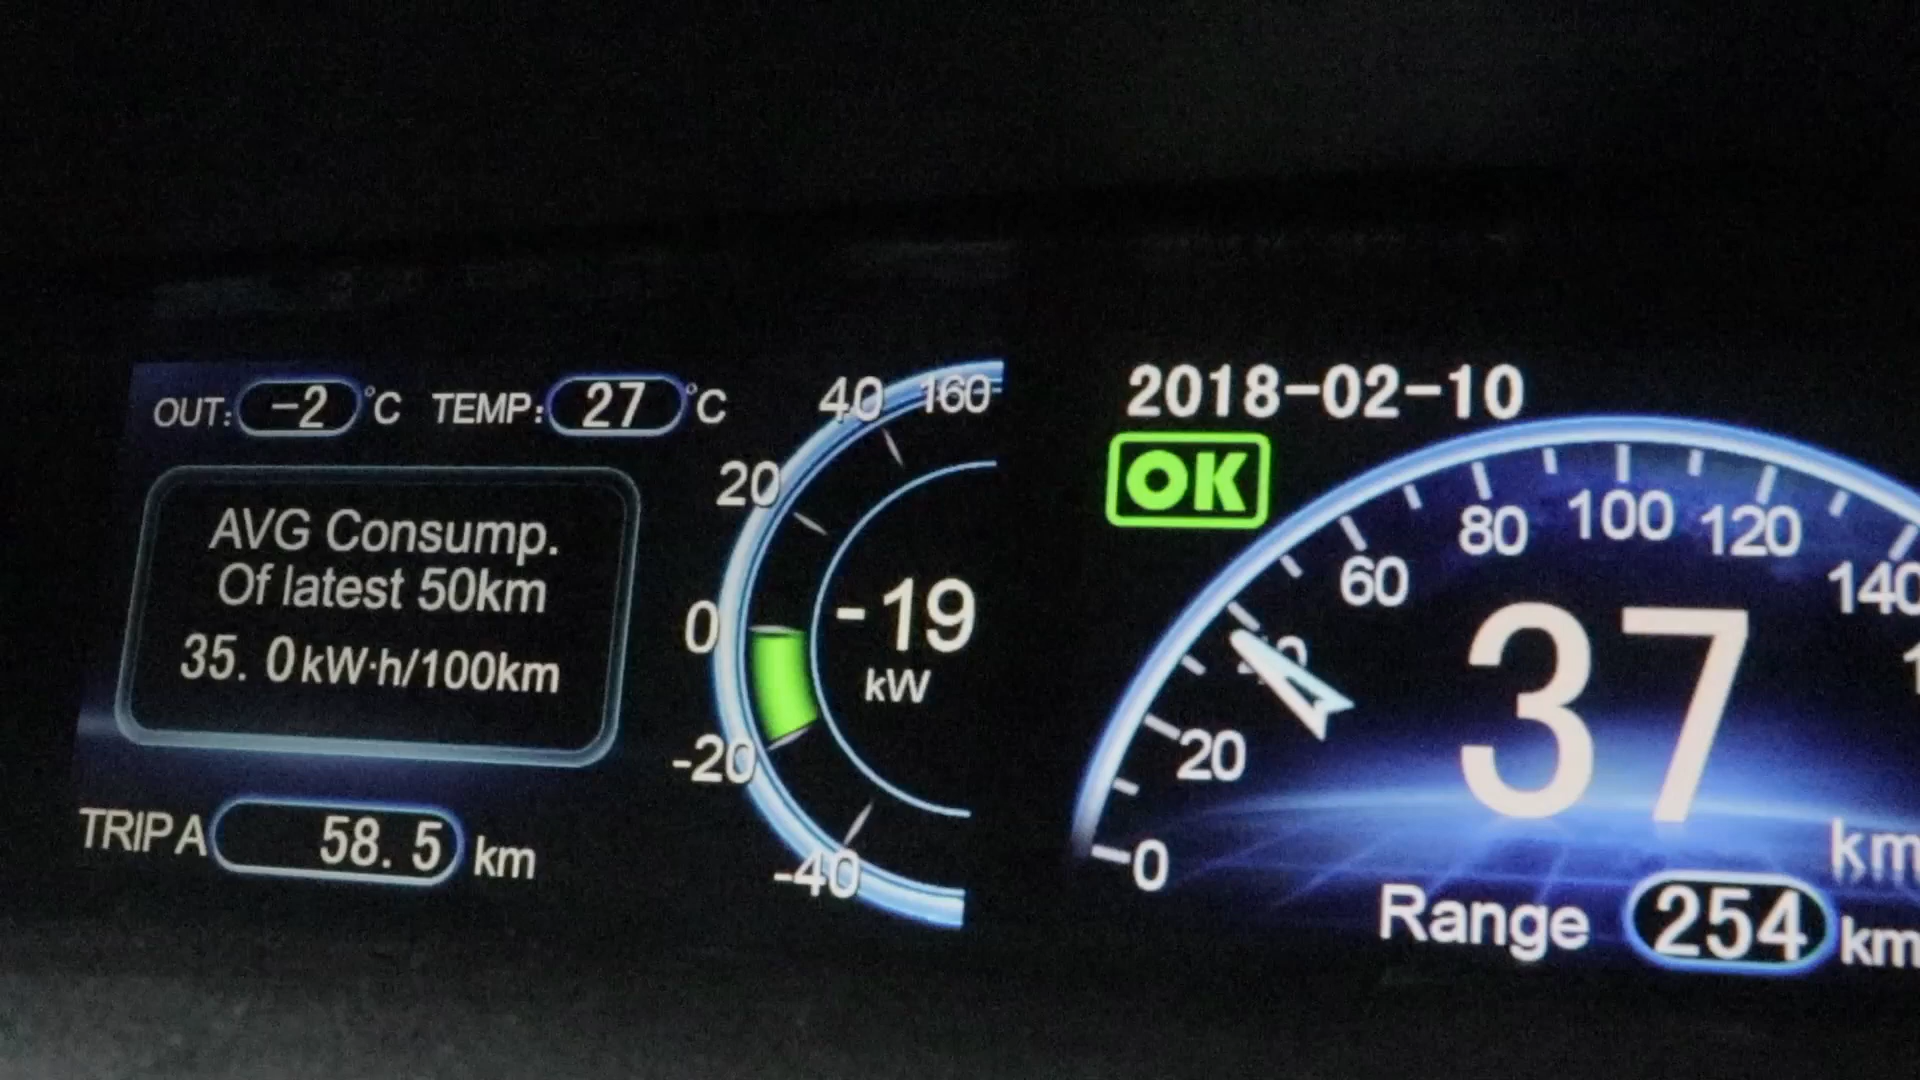 OUT: -2 °C TEMP: 27 °C
AVG Consump.
Of latest 50km
35.0kW·h/100km
TRIP A 58.5 km
160
40
20
0
-20
-40
-19
kW
2018-02-10
OK
0
20
60
80
100
120
140
37
km
Range 254 km